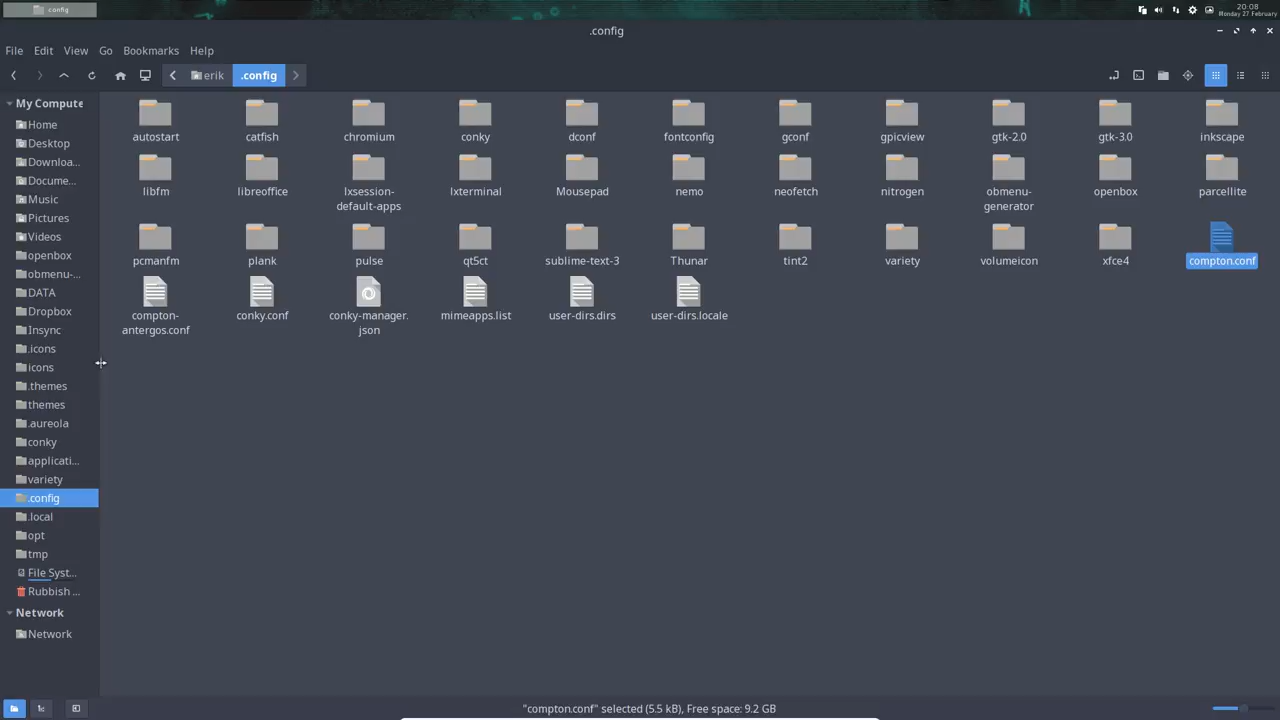 config
20:08
Monday 27 February
.config
File Edit View Go Bookmarks Help
erik .config
My Compute
Home
Desktop
Downloa...
Docume...
Music
Pictures
Videos
openbox
obmenu-...
DATA
Dropbox
Insync
.icons
icons
.themes
themes
.aureola
conky
applicati...
variety
.config
.local
opt
tmp
File Syst...
Rubbish ...
Network
Network
autostart catfish chromium conky dconf fontconfig gconf gpicview gtk-2.0 gtk-3.0 inkscape
libfm libreoffice lxsession-default-apps lxterminal Mousepad nemo neofetch nitrogen obmenu-generator openbox parcellite
pcmanfm plank pulse qt5ct sublime-text-3 Thunar tint2 variety volumeicon xfce4 compton.conf
compton-antergos.conf conky.conf conky-manager.json mimeapps.list user-dirs.dirs user-dirs.locale
"compton.conf" selected (5.5 kB), Free space: 9.2 GB